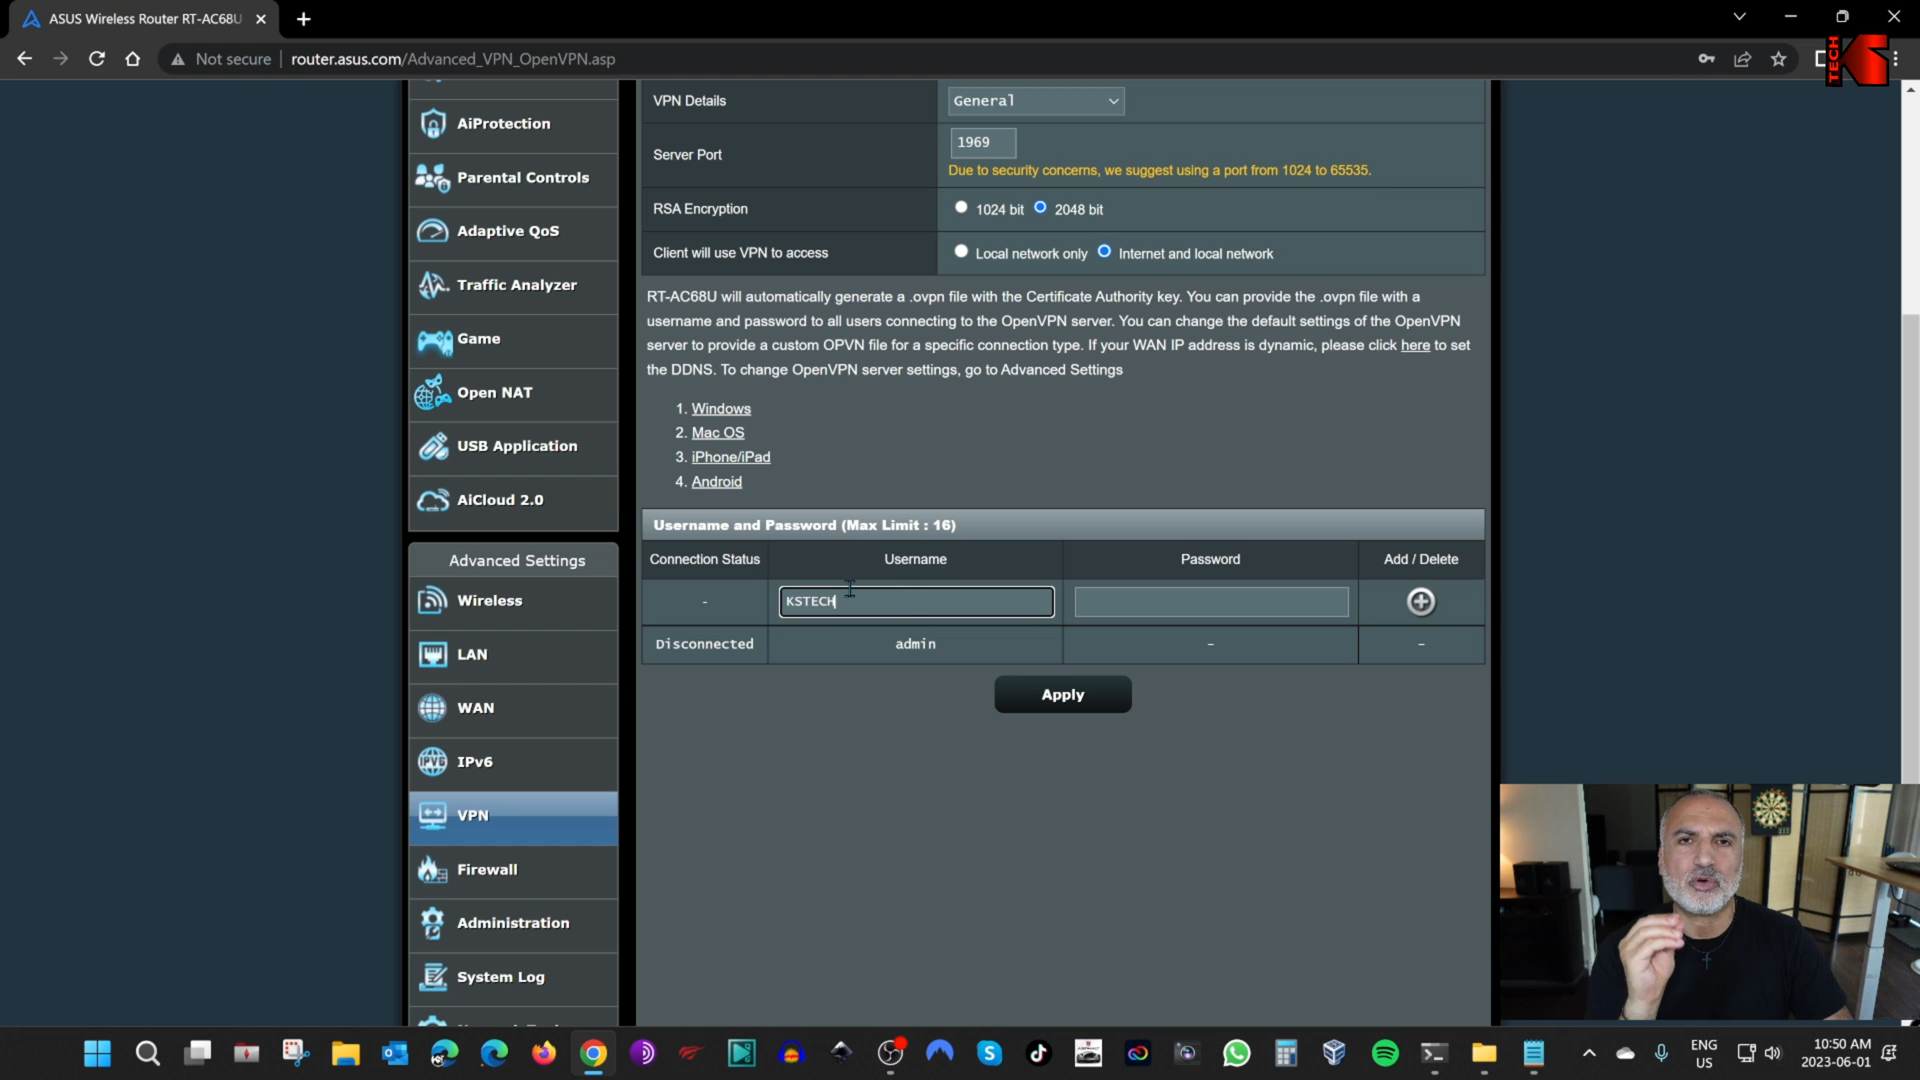 ASUS Wireless Router RT-AC68U
Not secure
router.asus.com/Advanced_VPN_OpenVPN.asp
TECH
KS
AiProtection
Parental Controls
Adaptive QoS
Traffic Analyzer
Game
Open NAT
USB Application
AiCloud 2.0
Advanced Settings
Wireless
LAN
WAN
IPv6
VPN
Firewall
Administration
System Log
VPN Details
General
Server Port
1969
Due to security concerns, we suggest using a port from 1024 to 65535.
RSA Encryption
1024 bit 2048 bit
Client will use VPN to access
Local network only Internet and local network
RT-AC68U will automatically generate a .ovpn file with the Certificate Authority key. You can provide the .ovpn file with a
username and password to all users connecting to the OpenVPN server. You can change the default settings of the OpenVPN
server to provide a custom OPVN file for a specific connection type. If your WAN IP address is dynamic, please click here to set
the DDNS. To change OpenVPN server settings, go to Advanced Settings
1. Windows
2. Mac OS
3. iPhone/iPad
4. Android
Username and Password (Max Limit : 16)
Connection Status Username Password Add / Delete
- KSTECH
Disconnected admin - -
Apply
ENG
US
10:50 AM
2023-06-01